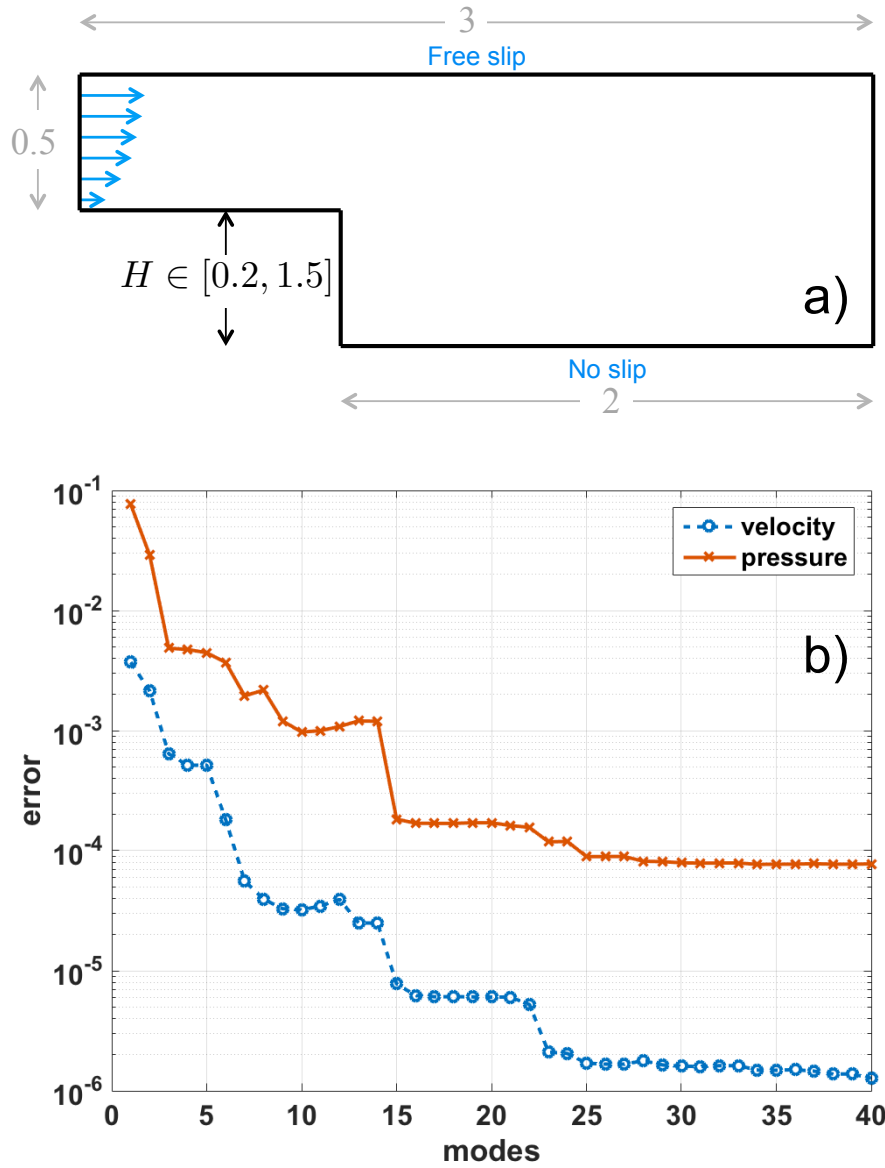 3
Free slip
0.5
H ∈ [0.2, 1.5]
a)
No slip
2
10^-1
velocity
pressure
10^-2
b)
10^-3
error
10^-4
10^-5
10^-6
0 5 10 15 20 25 30 35 40
modes